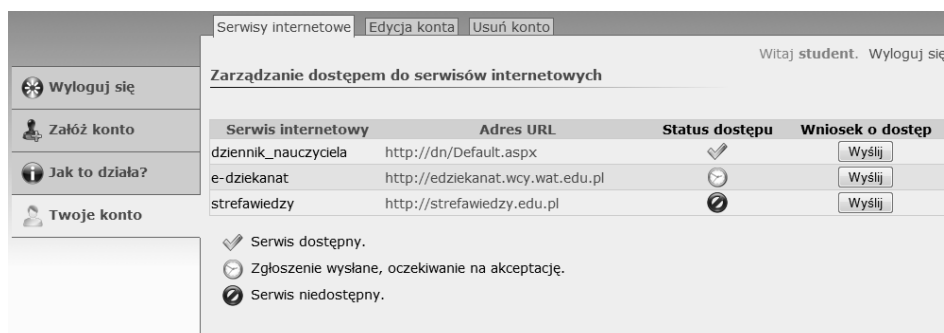 Serwisy internetowe Edycja konta Usuń konto
Witaj student. Wyloguj się
Wyloguj się
Załóż konto
Jak to działa?
Twoje konto
Zarządzanie dostępem do serwisów internetowych
Serwis internetowy Adres URL Status dostępu Wniosek o dostęp
dziennik_nauczyciela http://dn/Default.aspx Wyślij
e-dziekanat http://edziekanat.wcy.wat.edu.pl Wyślij
strefawiedzy http://strefawiedzy.edu.pl Wyślij
Serwis dostępny.
Zgłoszenie wysłane, oczekiwanie na akceptację.
Serwis niedostępny.